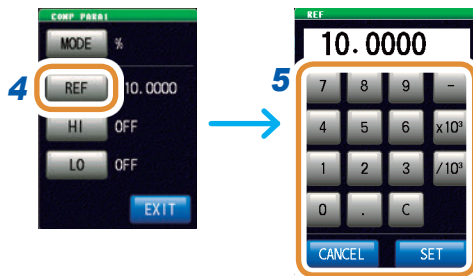 COMP PARA1
MODE %
4 REF 10.0000
HI OFF
LO OFF
EXIT
REF
10.0000
5
7 8 9 -
4 5 6 x10³
1 2 3 /10³
0 . C
CANCEL SET